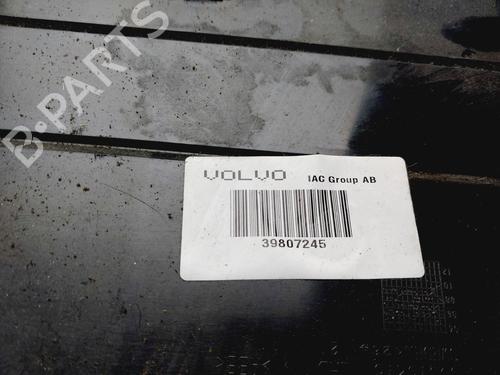 B-PARTS
VOLVO IAC Group AB
39807245